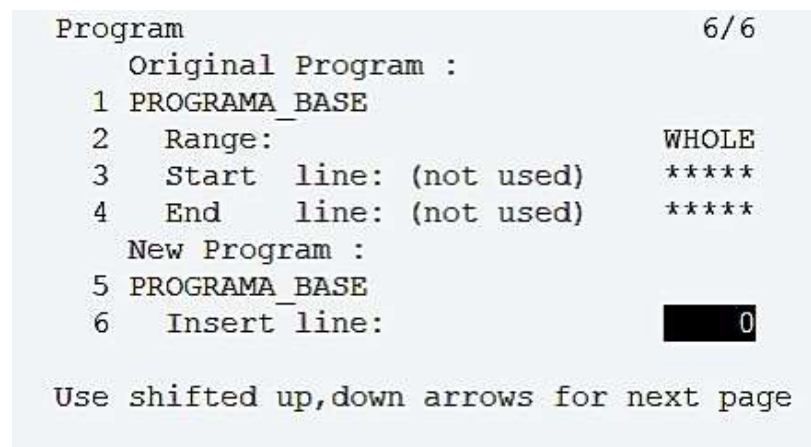 Program 6/6
Original Program :
1 PROGRAMA_BASE
2 Range: WHOLE
3 Start line: (not used) *****
4 End line: (not used) *****
New Program :
5 PROGRAMA_BASE
6 Insert line: 0
Use shifted up,down arrows for next page